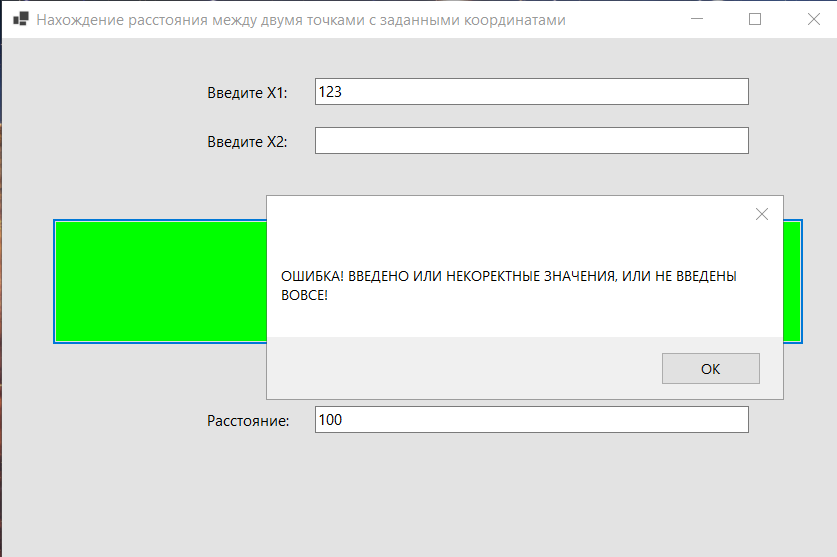 Нахождение расстояния между двумя точками с заданными координатами
Введите X1: 123
Введите X2:
ОШИБКА! ВВЕДЕНО ИЛИ НЕКОРЕКТНЫЕ ЗНАЧЕНИЯ, ИЛИ НЕ ВВЕДЕНЫ
ВОВСЕ!
OK
Расстояние: 100